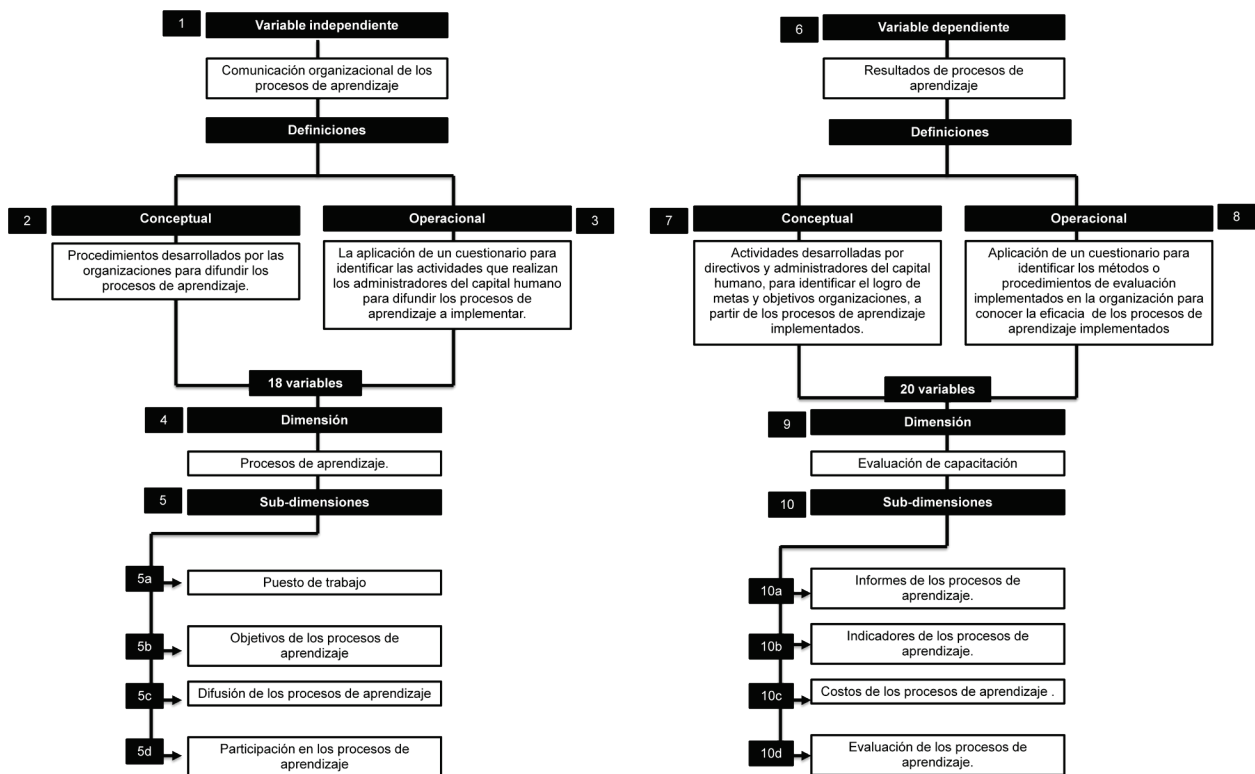 1
Variable independiente
Comunicación organizacional de los
procesos de aprendizaje
Definiciones
2
Conceptual
Procedimientos desarrollados por las
organizaciones para difundir los
procesos de aprendizaje.
Operacional
3
La aplicación de un cuestionario para
identificar las actividades que realizan
los administradores del capital humano
para difundir los procesos de
aprendizaje a implementar.
18 variables
4
Dimensión
Procesos de aprendizaje.
5
Sub-dimensiones
5a
Puesto de trabajo
5b
Objetivos de los procesos de
aprendizaje
5c
Difusión de los procesos de aprendizaje
5d
Participación en los procesos de
aprendizaje
6
Variable dependiente
Resultados de procesos de
aprendizaje
Definiciones
7
Conceptual
Actividades desarrolladas por
directivos y administradores del capital
humano, para identificar el logro de
metas y objetivos organizaciones, a
partir de los procesos de aprendizaje
implementados.
Operacional
8
Aplicación de un cuestionario para
identificar los métodos o
procedimientos de evaluación
implementados en la organización para
conocer la eficacia de los procesos de
aprendizaje implementados
20 variables
9
Dimensión
Evaluación de capacitación
10
Sub-dimensiones
10a
Informes de los procesos de
aprendizaje.
10b
Indicadores de los procesos de
aprendizaje.
10c
Costos de los procesos de aprendizaje .
10d
Evaluación de los procesos de
aprendizaje.